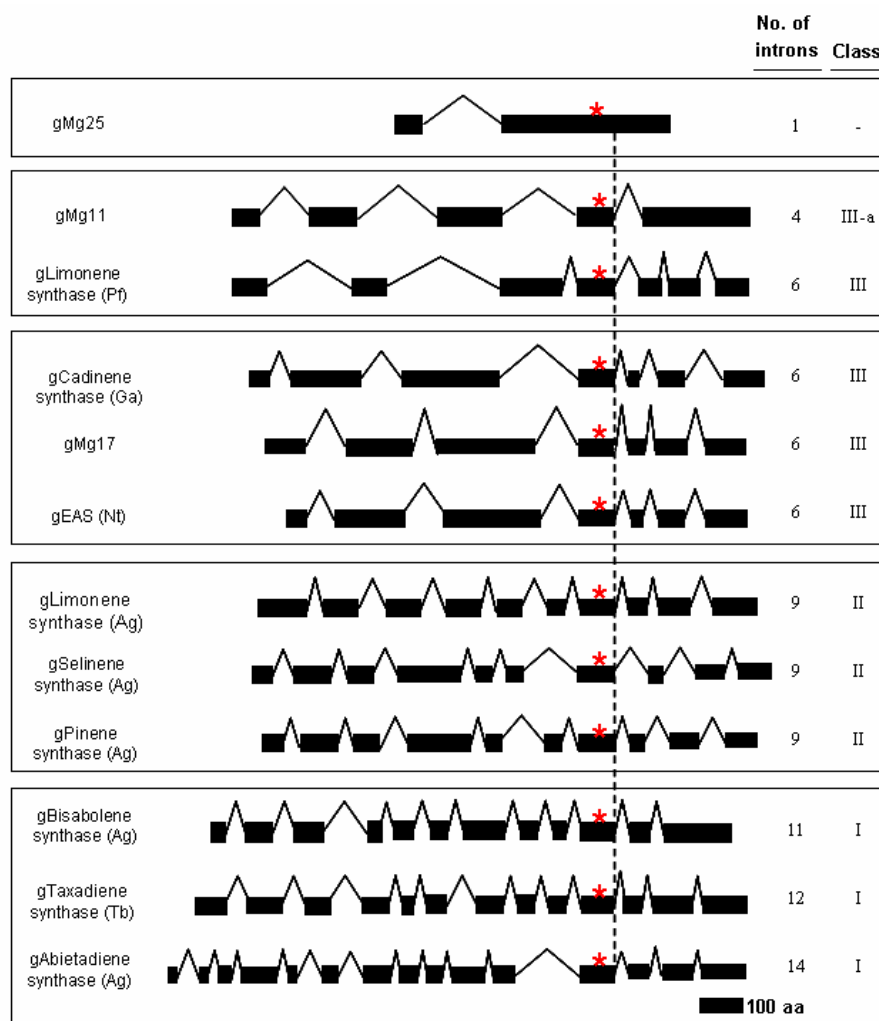 No. of
introns Class
gMg25 1 -
gMg11 4 III-a
gLimonene
synthase (Pf) 6 III
gCadinene
synthase (Ga) 6 III
gMg17 6 III
gEAS (Nt) 6 III
gLimonene
synthase (Ag) 9 II
gSelinene
synthase (Ag) 9 II
gPinene
synthase (Ag) 9 II
gBisabolene
synthase (Ag) 11 I
gTaxadiene
synthase (Tb) 12 I
gAbietadiene
synthase (Ag) 14 I
100 aa